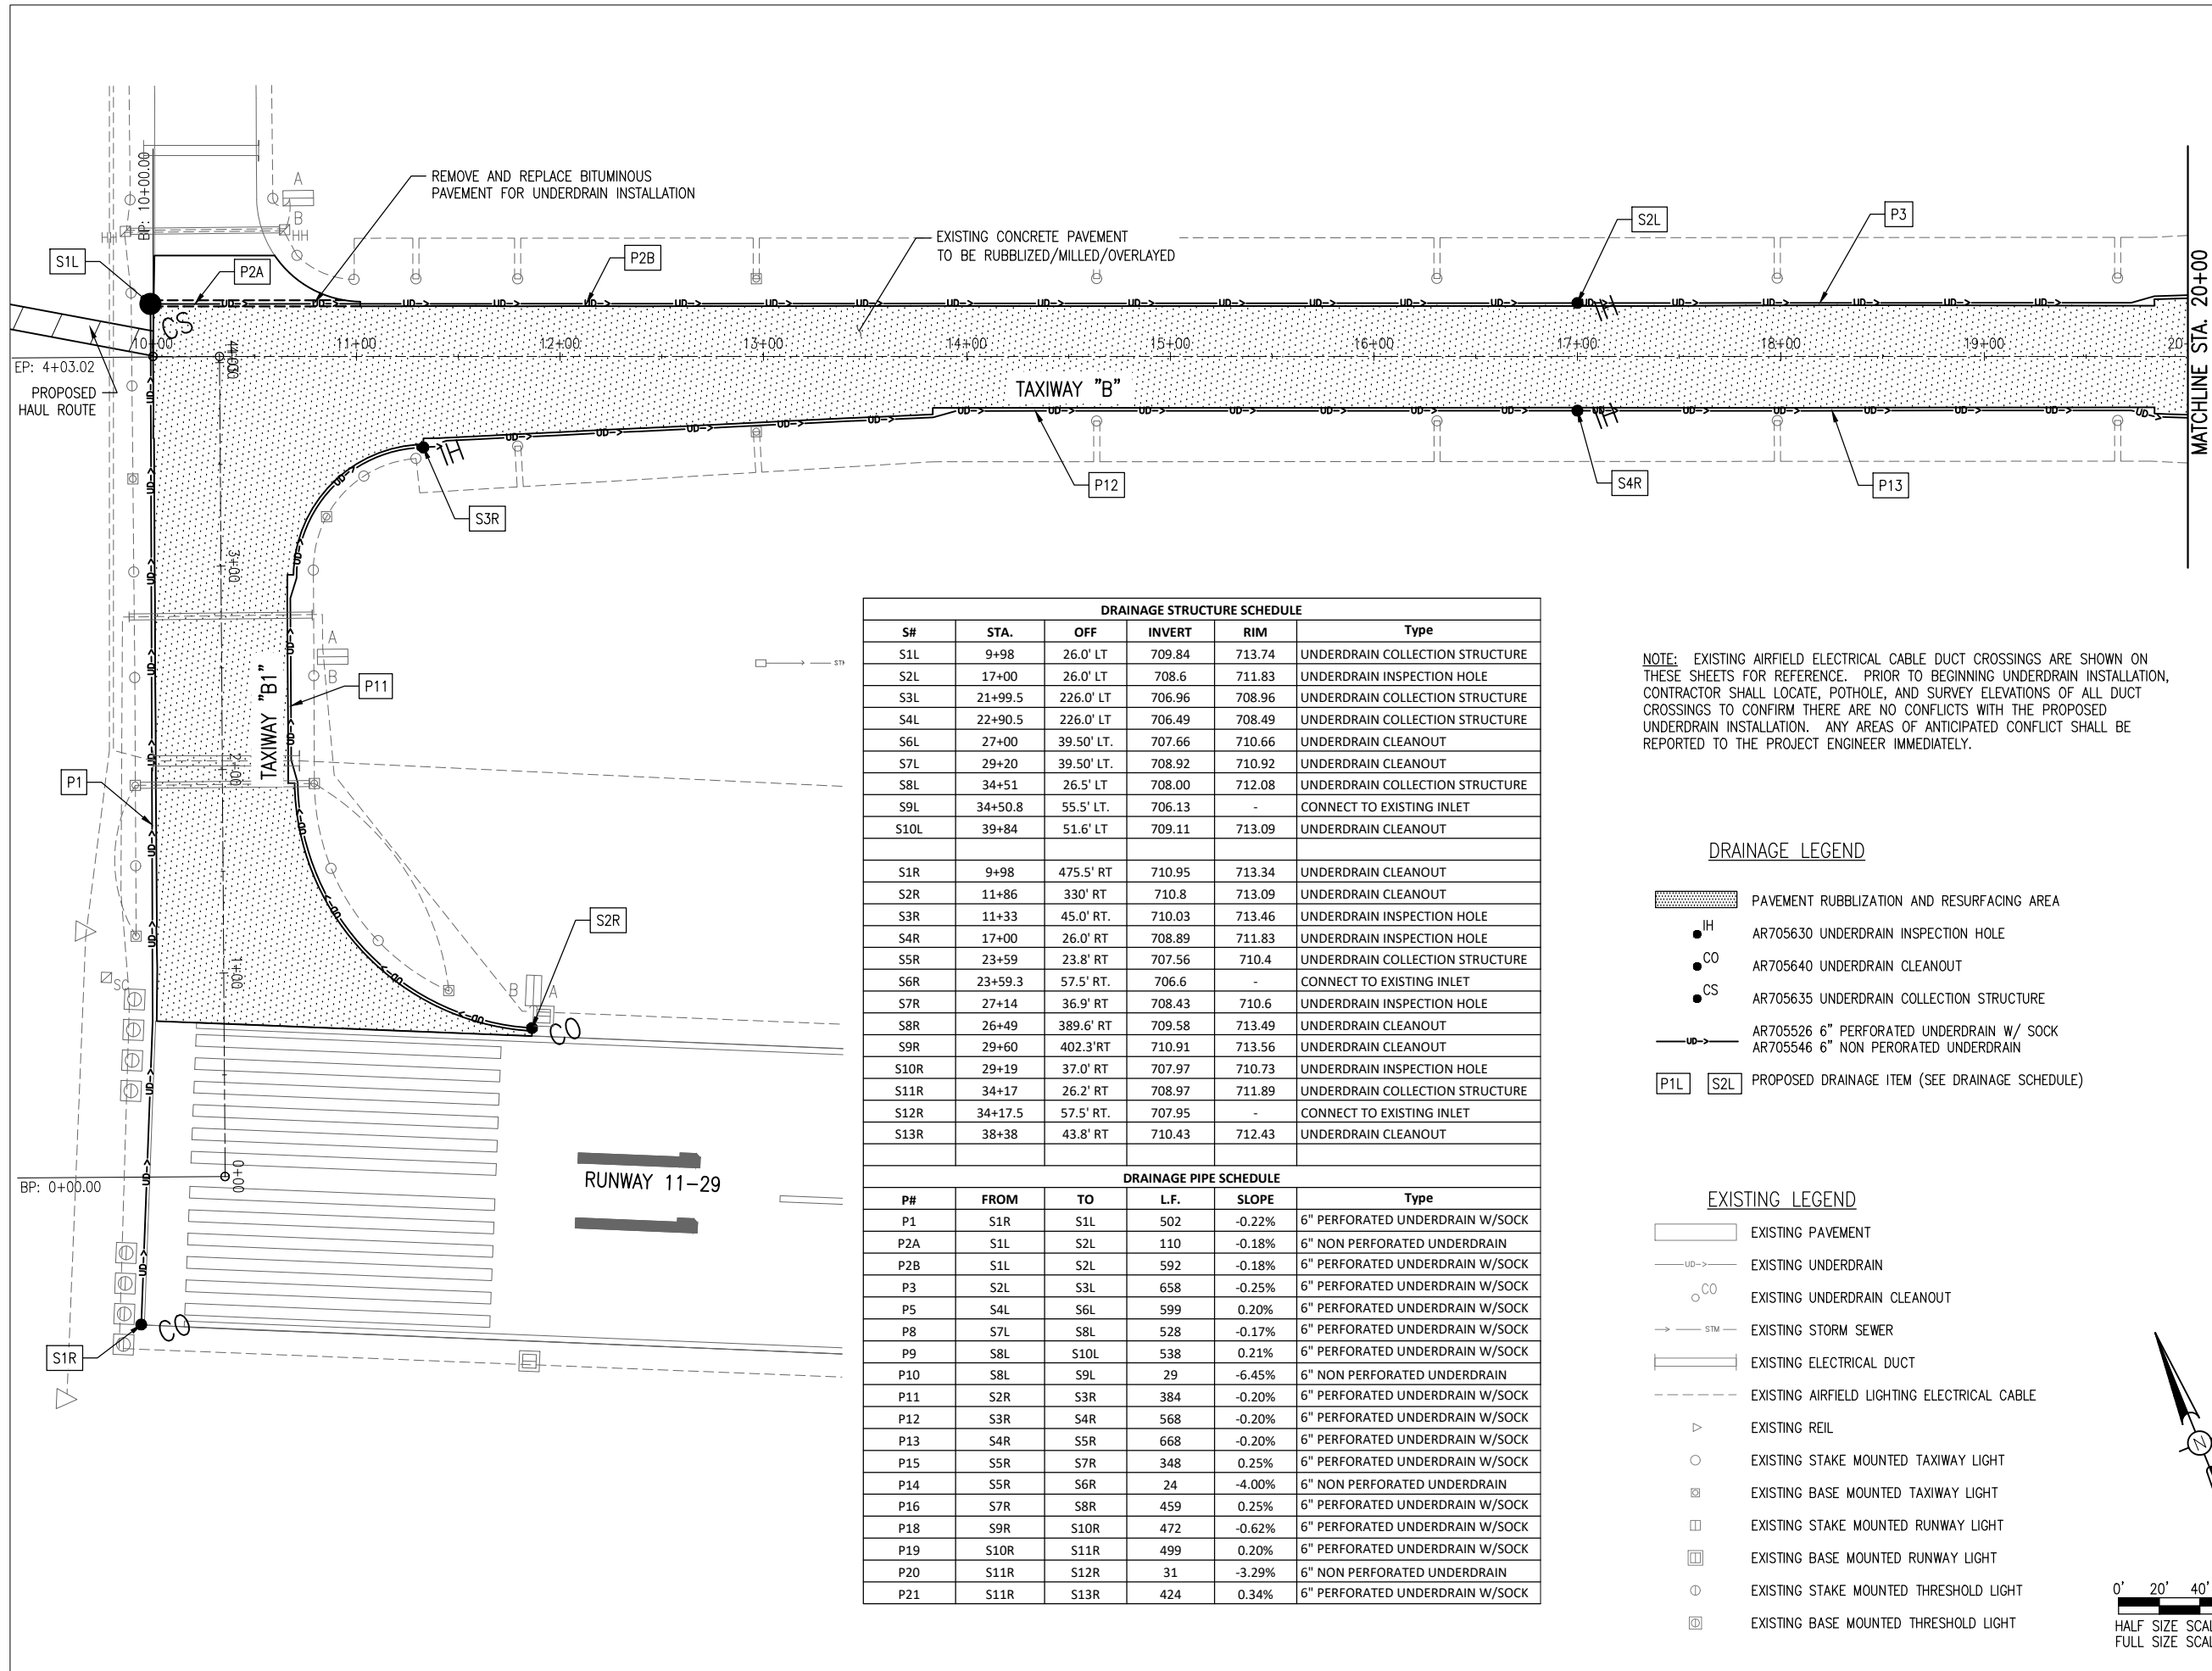 REMOVE AND REPLACE BITUMINOUS
PAVEMENT FOR UNDERDRAIN INSTALLATION
EXISTING CONCRETE PAVEMENT
TO BE RUBBLIZED/MILLED/OVERLAYED
BP: 10+00.00
A
B
HH
HH
S1L
P2A
P2B
S2L
P3
CS
IH
10+00
11+00
12+00
13+00
14+00
15+00
16+00
17+00
18+00
19+00
20
MATCHLINE STA. 20+00
EP: 4+03.02
PROPOSED
HAUL ROUTE
TAXIWAY "B"
IH
IH
S3R
P12
S4R
P13
3+00
2+00
1+00
0+00
TAXIWAY "B1"
A
B
P11
P1
S2R
B
A
CO
SC
BP: 0+00.00
RUNWAY 11-29
CO
S1R
DRAINAGE STRUCTURE SCHEDULE
S# STA. OFF INVERT RIM Type
S1L 9+98 26.0' LT 709.84 713.74 UNDERDRAIN COLLECTION STRUCTURE
S2L 17+00 26.0' LT 708.6 711.83 UNDERDRAIN INSPECTION HOLE
S3L 21+99.5 226.0' LT 706.96 708.96 UNDERDRAIN COLLECTION STRUCTURE
S4L 22+90.5 226.0' LT 706.49 708.49 UNDERDRAIN COLLECTION STRUCTURE
S6L 27+00 39.50' LT. 707.66 710.66 UNDERDRAIN CLEANOUT
S7L 29+20 39.50' LT. 708.92 710.92 UNDERDRAIN CLEANOUT
S8L 34+51 26.5' LT 708.00 712.08 UNDERDRAIN COLLECTION STRUCTURE
S9L 34+50.8 55.5' LT. 706.13 - CONNECT TO EXISTING INLET
S10L 39+84 51.6' LT 709.11 713.09 UNDERDRAIN CLEANOUT
S1R 9+98 475.5' RT 710.95 713.34 UNDERDRAIN CLEANOUT
S2R 11+86 330' RT 710.8 713.09 UNDERDRAIN CLEANOUT
S3R 11+33 45.0' RT. 710.03 713.46 UNDERDRAIN INSPECTION HOLE
S4R 17+00 26.0' RT 708.89 711.83 UNDERDRAIN INSPECTION HOLE
S5R 23+59 23.8' RT 707.56 710.4 UNDERDRAIN COLLECTION STRUCTURE
S6R 23+59.3 57.5' RT. 706.6 - CONNECT TO EXISTING INLET
S7R 27+14 36.9' RT 708.43 710.6 UNDERDRAIN INSPECTION HOLE
S8R 26+49 389.6' RT 709.58 713.49 UNDERDRAIN CLEANOUT
S9R 29+60 402.3'RT 710.91 713.56 UNDERDRAIN CLEANOUT
S10R 29+19 37.0' RT 707.97 710.73 UNDERDRAIN INSPECTION HOLE
S11R 34+17 26.2' RT 708.97 711.89 UNDERDRAIN COLLECTION STRUCTURE
S12R 34+17.5 57.5' RT. 707.95 - CONNECT TO EXISTING INLET
S13R 38+38 43.8' RT 710.43 712.43 UNDERDRAIN CLEANOUT
DRAINAGE PIPE SCHEDULE
P# FROM TO L.F. SLOPE Type
P1 S1R S1L 502 -0.22% 6" PERFORATED UNDERDRAIN W/SOCK
P2A S1L S2L 110 -0.18% 6" NON PERFORATED UNDERDRAIN
P2B S1L S2L 592 -0.18% 6" PERFORATED UNDERDRAIN W/SOCK
P3 S2L S3L 658 -0.25% 6" PERFORATED UNDERDRAIN W/SOCK
P5 S4L S6L 599 0.20% 6" PERFORATED UNDERDRAIN W/SOCK
P8 S7L S8L 528 -0.17% 6" PERFORATED UNDERDRAIN W/SOCK
P9 S8L S10L 538 0.21% 6" PERFORATED UNDERDRAIN W/SOCK
P10 S8L S9L 29 -6.45% 6" NON PERFORATED UNDERDRAIN
P11 S2R S3R 384 -0.20% 6" PERFORATED UNDERDRAIN W/SOCK
P12 S3R S4R 568 -0.20% 6" PERFORATED UNDERDRAIN W/SOCK
P13 S4R S5R 668 -0.20% 6" PERFORATED UNDERDRAIN W/SOCK
P15 S5R S7R 348 0.25% 6" PERFORATED UNDERDRAIN W/SOCK
P14 S5R S6R 24 -4.00% 6" NON PERFORATED UNDERDRAIN
P16 S7R S8R 459 0.25% 6" PERFORATED UNDERDRAIN W/SOCK
P18 S9R S10R 472 -0.62% 6" PERFORATED UNDERDRAIN W/SOCK
P19 S10R S11R 499 0.20% 6" PERFORATED UNDERDRAIN W/SOCK
P20 S11R S12R 31 -3.29% 6" NON PERFORATED UNDERDRAIN
P21 S11R S13R 424 0.34% 6" PERFORATED UNDERDRAIN W/SOCK
NOTE: EXISTING AIRFIELD ELECTRICAL CABLE DUCT CROSSINGS ARE SHOWN ON
THESE SHEETS FOR REFERENCE. PRIOR TO BEGINNING UNDERDRAIN INSTALLATION,
CONTRACTOR SHALL LOCATE, POTHOLE, AND SURVEY ELEVATIONS OF ALL DUCT
CROSSINGS TO CONFIRM THERE ARE NO CONFLICTS WITH THE PROPOSED
UNDERDRAIN INSTALLATION. ANY AREAS OF ANTICIPATED CONFLICT SHALL BE
REPORTED TO THE PROJECT ENGINEER IMMEDIATELY.
DRAINAGE LEGEND
PAVEMENT RUBBLIZATION AND RESURFACING AREA
IH AR705630 UNDERDRAIN INSPECTION HOLE
CO AR705640 UNDERDRAIN CLEANOUT
CS AR705635 UNDERDRAIN COLLECTION STRUCTURE
UD-> AR705526 6" PERFORATED UNDERDRAIN W/ SOCK
AR705546 6" NON PERORATED UNDERDRAIN
P1L S2L PROPOSED DRAINAGE ITEM (SEE DRAINAGE SCHEDULE)
EXISTING LEGEND
EXISTING PAVEMENT
UD-> EXISTING UNDERDRAIN
CO EXISTING UNDERDRAIN CLEANOUT
STM EXISTING STORM SEWER
EXISTING ELECTRICAL DUCT
EXISTING AIRFIELD LIGHTING ELECTRICAL CABLE
EXISTING REIL
EXISTING STAKE MOUNTED TAXIWAY LIGHT
EXISTING BASE MOUNTED TAXIWAY LIGHT
EXISTING STAKE MOUNTED RUNWAY LIGHT
EXISTING BASE MOUNTED RUNWAY LIGHT
EXISTING STAKE MOUNTED THRESHOLD LIGHT
EXISTING BASE MOUNTED THRESHOLD LIGHT
N
0' 20' 40'
HALF SIZE SCAL
FULL SIZE SCAL